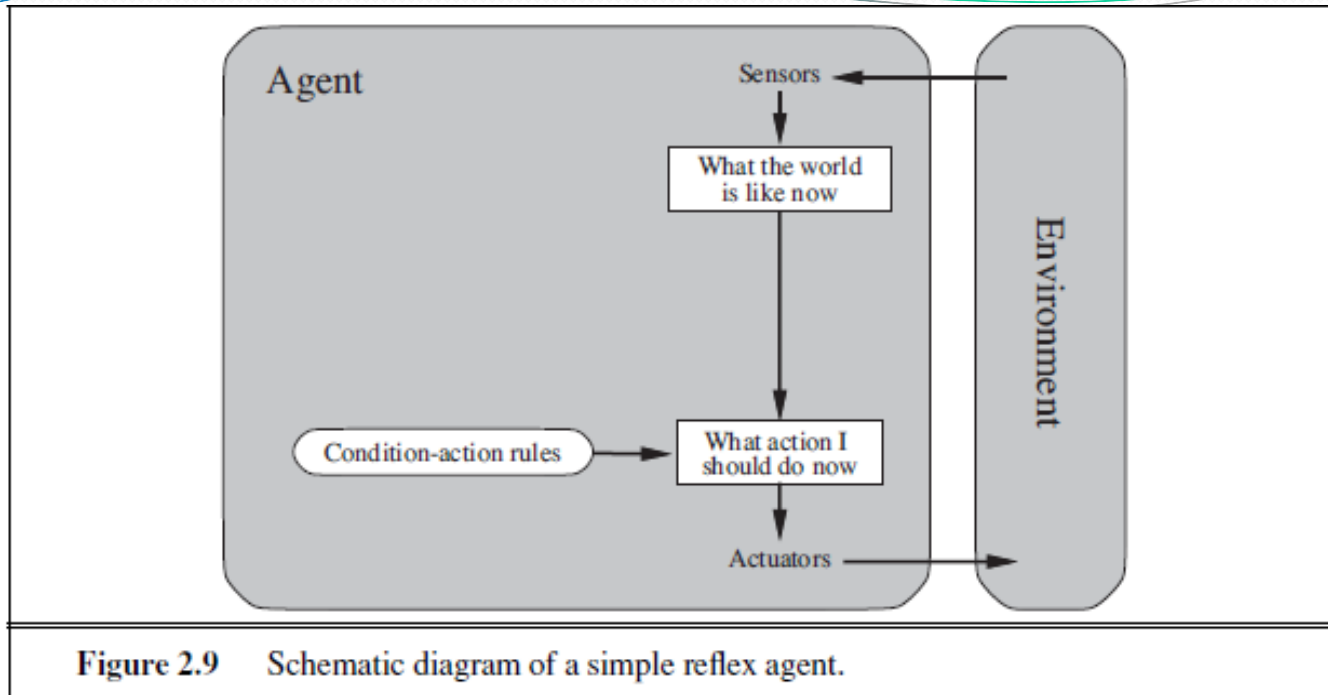 Agent
Sensors
What the world
is like now
Environment
Condition-action rules
What action I
should do now
Actuators
Figure 2.9 Schematic diagram of a simple reflex agent.